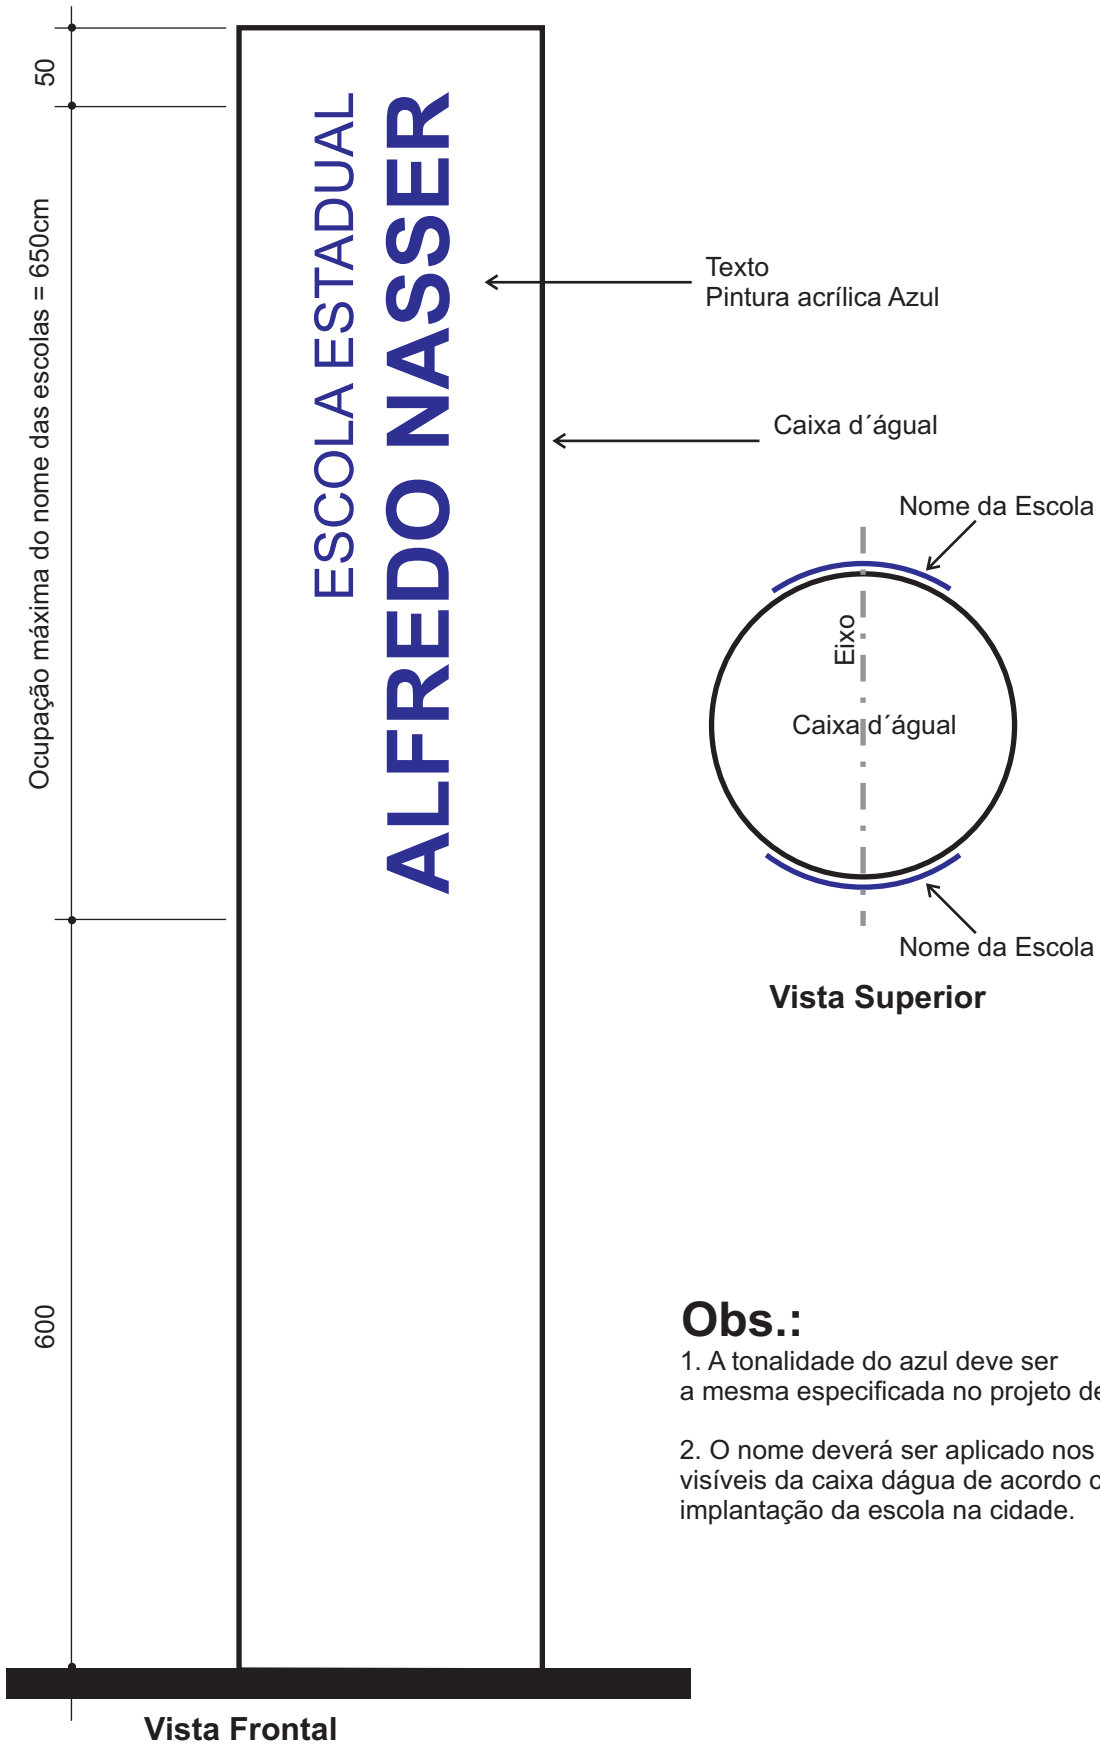 50
Ocupação máxima do nome das escolas = 650cm
600
ESCOLA ESTADUAL
ALFREDO NASSER
Texto
Pintura acrílica Azul
Caixa d´águal
Nome da Escola
Eixo
Caixa d´águal
Nome da Escola
Vista Superior
Obs.:
1. A tonalidade do azul deve ser
a mesma especificada no projeto de
2. O nome deverá ser aplicado nos
visíveis da caixa dágua de acordo
implantação da escola na cidade.
Vista Frontal